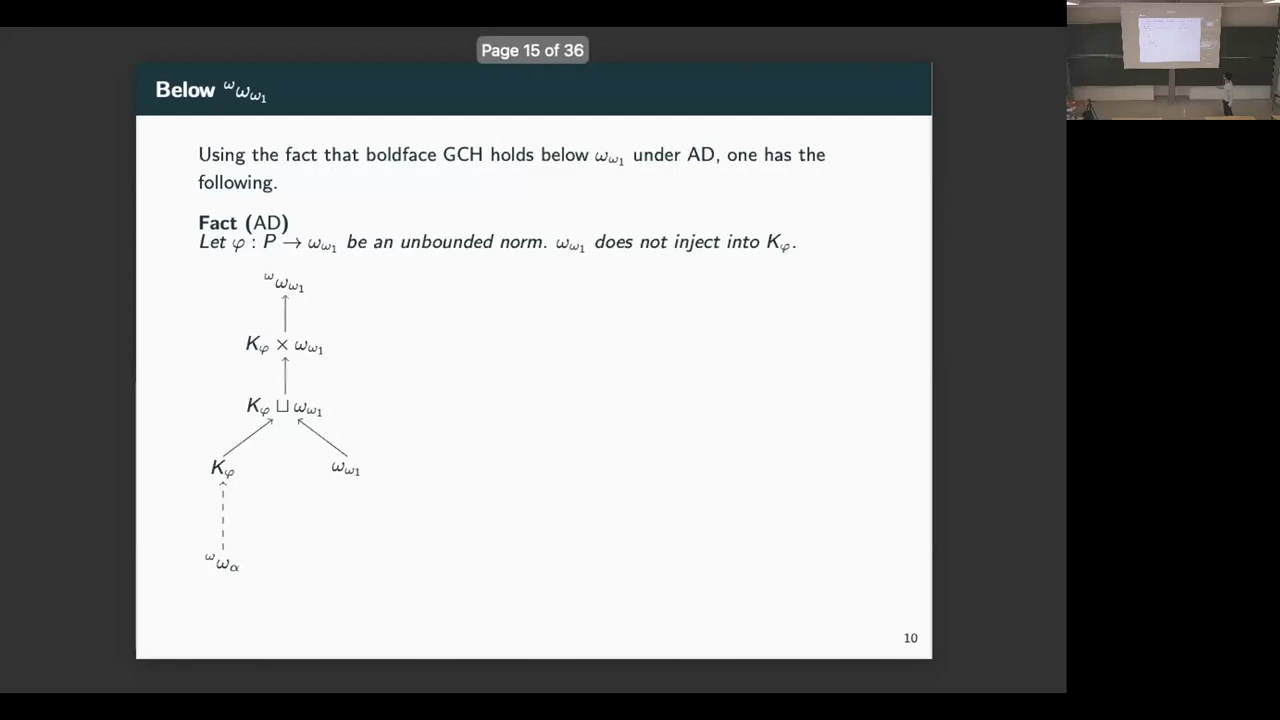 Page 15 of 36
Below ^ωω_{ω_1}
Using the fact that boldface GCH holds below ω_{ω_1} under AD, one has the
following.
Fact (AD)
Let φ : P → ω_{ω_1} be an unbounded norm. ω_{ω_1} does not inject into K_φ.
^ωω_{ω_1}
K_φ × ω_{ω_1}
K_φ ⊔ ω_{ω_1}
K_φ ω_{ω_1}
^ωω_α
10